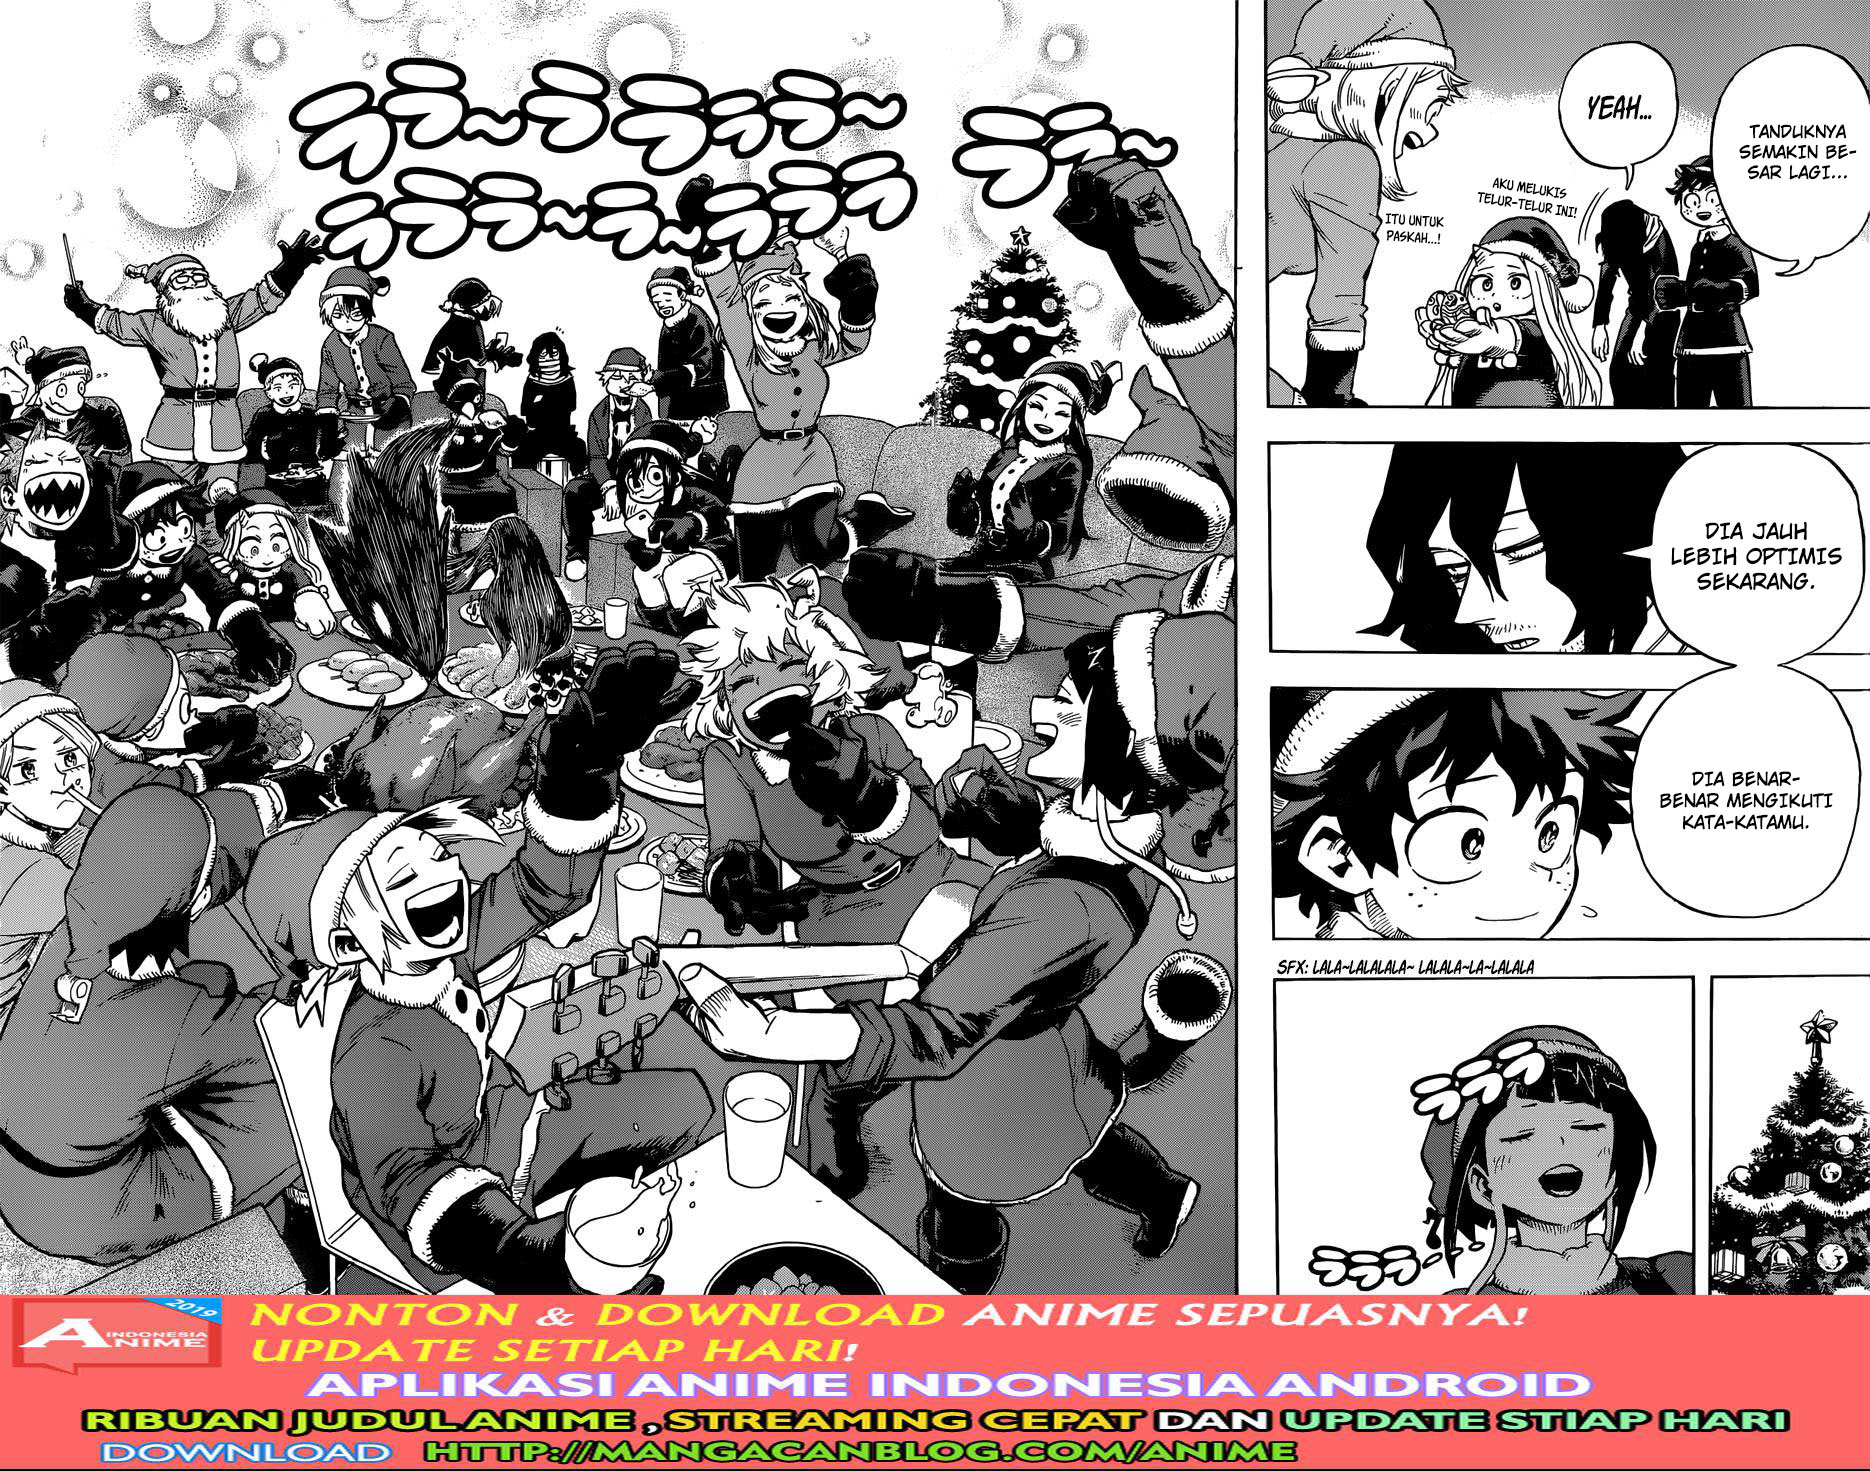 TANDUKNYA
SEMAKIN BE-
SAR LAGI...
YEAH...
AKU MELUKIS
TELUR-TELUR INI!
ITU UNTUK
PASKAH...!
DIA JAUH
LEBIH OPTIMIS
SEKARANG.
DIA BENAR-
BENAR MENGIKUTI
KATA-KATAMU.
SFX: LALA~LALALALA~ LALALA~LA~LALALA
ラララ
ララララ…
ララ~
ララ~ラララララ~
ラララ~ラ~ラララ
2019
INDONESIA
ANIME
NONTON & DOWNLOAD ANIME SEPUASNYA!
UPDATE SETIAP HARI!
APLIKASI ANIME INDONESIA ANDROID
RIBUAN JUDUL ANIME , STREAMING CEPAT DAN UPDATE STIAP HARI
DOWNLOAD HTTP://MANGACANBLOG.COM/ANIME